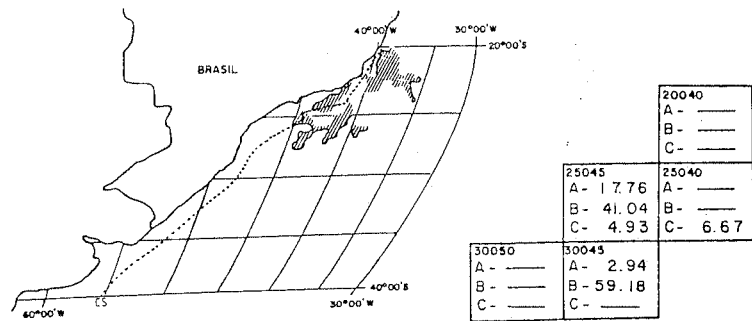 40°00'W
30°00'W
20°00'S
BRASIL
20040
A - ——
B - ——
C - ——
25045
A - 17.76
B - 41.04
C - 4.93
25040
A - ——
B - ——
C - 6.67
30050
A - ——
B - ——
C - ——
30045
A - 2.94
B - 59.18
C - ——
60°00'W
CS
30°00'W
40°00'S